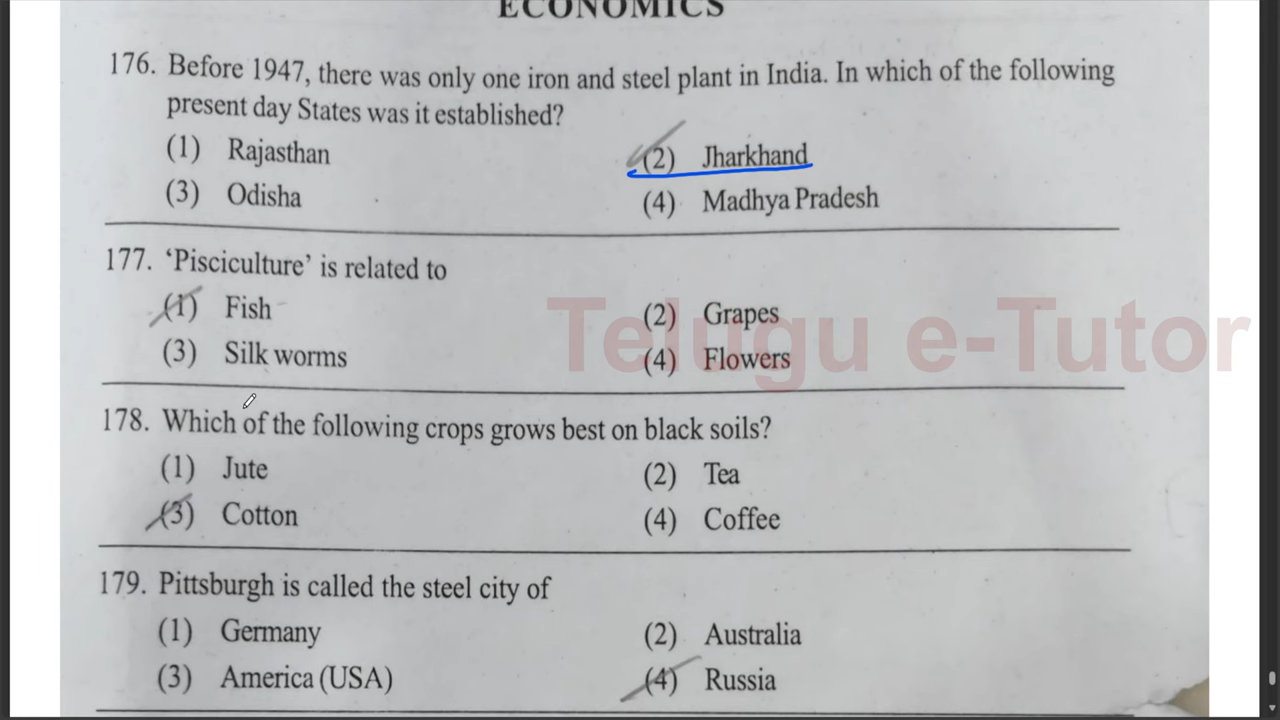 ECONOMICS
176. Before 1947, there was only one iron and steel plant in India. In which of the following
present day States was it established?
(1) Rajasthan (2) Jharkhand
(3) Odisha (4) Madhya Pradesh
177. ‘Pisciculture’ is related to
(1) Fish (2) Grapes
(3) Silk worms (4) Flowers
Telugu e-Tutor
178. Which of the following crops grows best on black soils?
(1) Jute (2) Tea
(3) Cotton (4) Coffee
179. Pittsburgh is called the steel city of
(1) Germany (2) Australia
(3) America (USA) (4) Russia